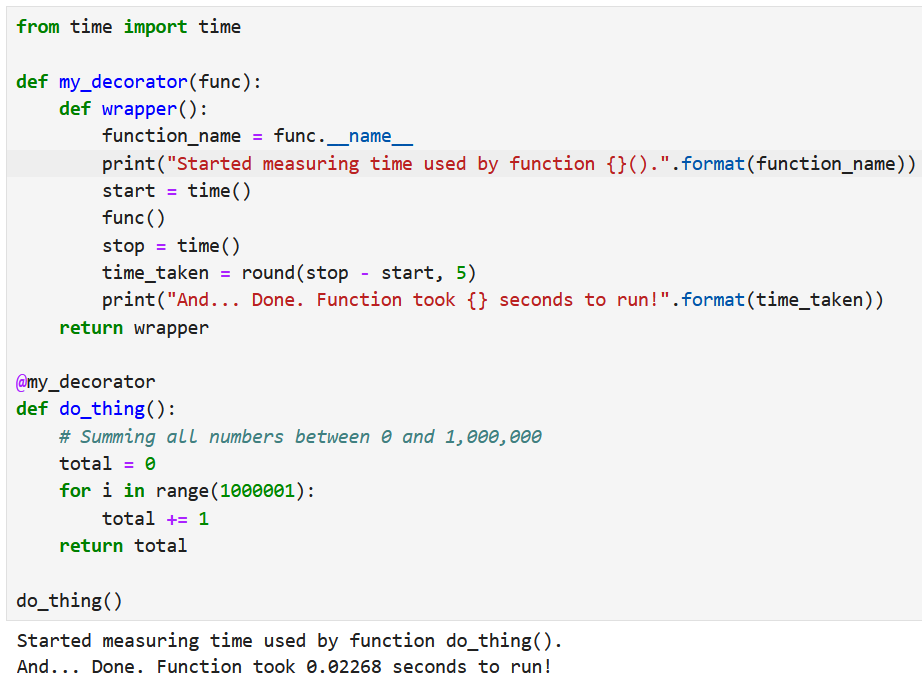 from time import time

def my_decorator(func):
    def wrapper():
        function_name = func.__name__
        print("Started measuring time used by function {}().".format(function_name))
        start = time()
        func()
        stop = time()
        time_taken = round(stop - start, 5)
        print("And... Done. Function took {} seconds to run!".format(time_taken))
    return wrapper

@my_decorator
def do_thing():
    # Summing all numbers between 0 and 1,000,000
    total = 0
    for i in range(1000001):
        total += 1
    return total

do_thing()
Started measuring time used by function do_thing().
And... Done. Function took 0.02268 seconds to run!